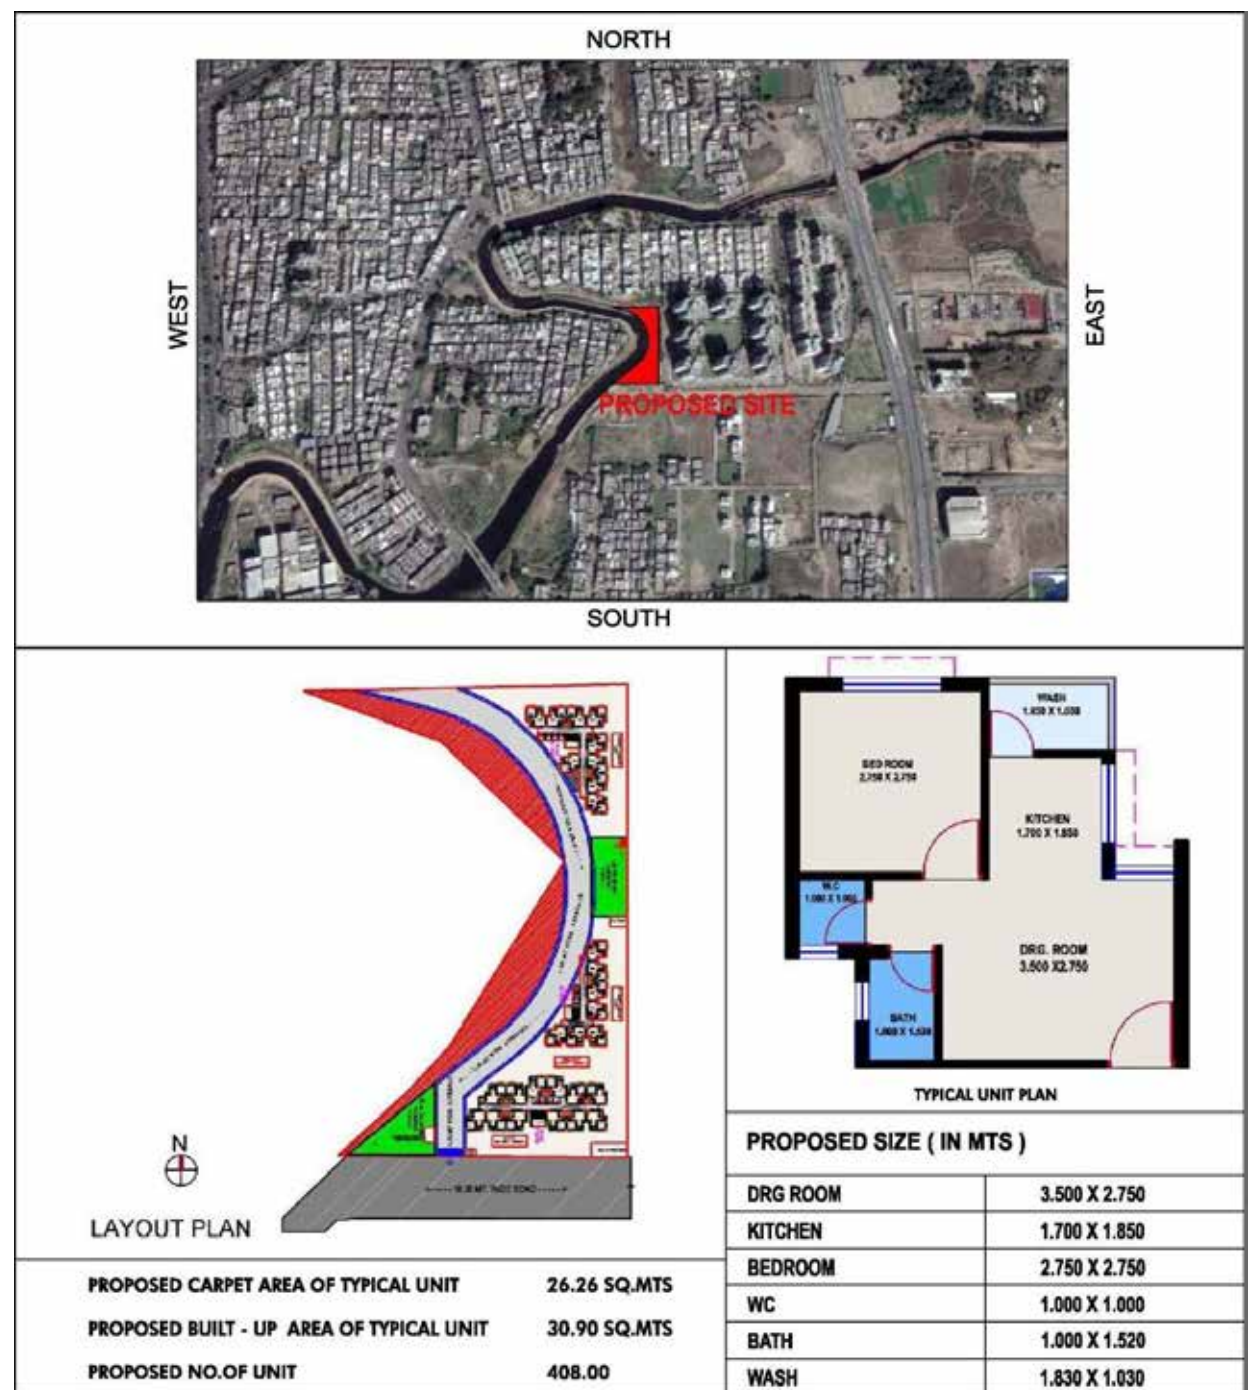 NORTH
WEST
EAST
PROPOSED SITE
SOUTH
WASH
BED ROOM
2.750 X 2.750
KITCHEN
1.700 X 1.850
W.C
1.000 X 1.000
DRG. ROOM
3.500 X2.750
BATH
1.000 X 1.520
TYPICAL UNIT PLAN
N
LAYOUT PLAN
PROPOSED CARPET AREA OF TYPICAL UNIT 26.26 SQ.MTS
PROPOSED BUILT - UP AREA OF TYPICAL UNIT 30.90 SQ.MTS
PROPOSED NO.OF UNIT 408.00
PROPOSED SIZE ( IN MTS )
DRG ROOM 3.500 X 2.750
KITCHEN 1.700 X 1.850
BEDROOM 2.750 X 2.750
WC 1.000 X 1.000
BATH 1.000 X 1.520
WASH 1.830 X 1.030